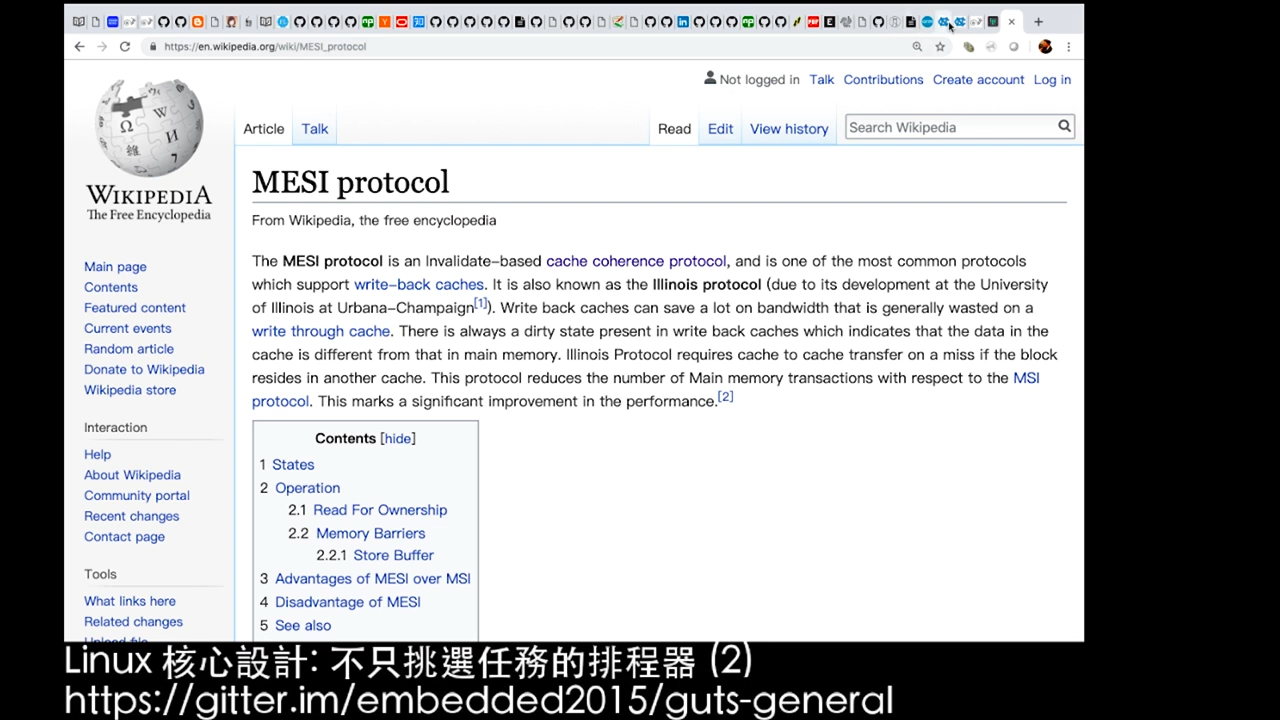 https://en.wikipedia.org/wiki/MESI_protocol
Not logged in Talk Contributions Create account Log in
Article Talk Read Edit View history Search Wikipedia
WIKIPEDIA
The Free Encyclopedia
Main page
Contents
Featured content
Current events
Random article
Donate to Wikipedia
Wikipedia store
Interaction
Help
About Wikipedia
Community portal
Recent changes
Contact page
Tools
What links here
Related changes
Upload file
MESI protocol
From Wikipedia, the free encyclopedia
The MESI protocol is an Invalidate-based cache coherence protocol, and is one of the most common protocols
which support write-back caches. It is also known as the Illinois protocol (due to its development at the University
of Illinois at Urbana-Champaign[1]). Write back caches can save a lot on bandwidth that is generally wasted on a
write through cache. There is always a dirty state present in write back caches which indicates that the data in the
cache is different from that in main memory. Illinois Protocol requires cache to cache transfer on a miss if the block
resides in another cache. This protocol reduces the number of Main memory transactions with respect to the MSI
protocol. This marks a significant improvement in the performance.[2]
Contents [hide]
1 States
2 Operation
2.1 Read For Ownership
2.2 Memory Barriers
2.2.1 Store Buffer
3 Advantages of MESI over MSI
4 Disadvantage of MESI
5 See also
Linux 核心設計: 不只挑選任務的排程器 (2)
https://gitter.im/embedded2015/guts-general